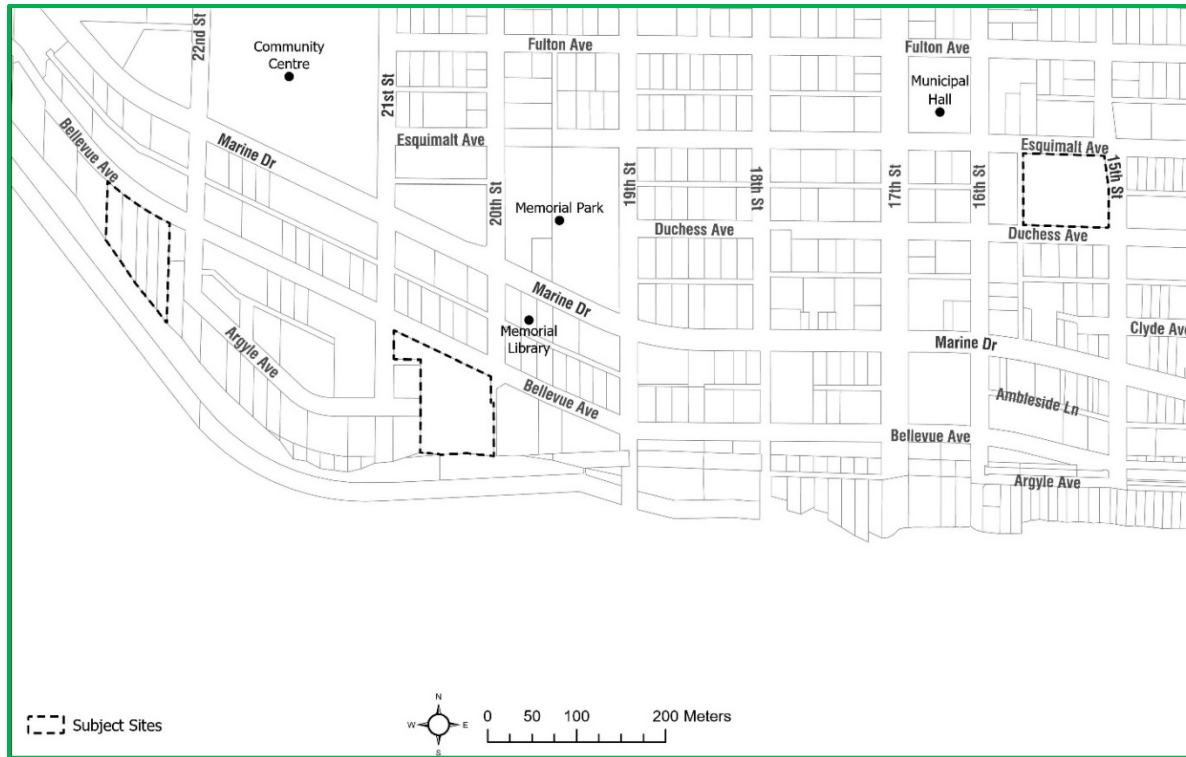 22nd St
Community
Centre
21st St
Fulton Ave
Fulton Ave
Municipal
Hall
Bellevue Ave
Marine Dr
Esquimalt Ave
Esquimalt Ave
15th St
20th St
Memorial Park
19th St
18th St
17th St
16th St
Duchess Ave
Duchess Ave
Marine Dr
Memorial
Library
Argyle Ave
Clyde Ave
Marine Dr
Bellevue Ave
Ambleside Ln
Bellevue Ave
Argyle Ave
Subject Sites
N
W
E
S
0 50 100 200 Meters